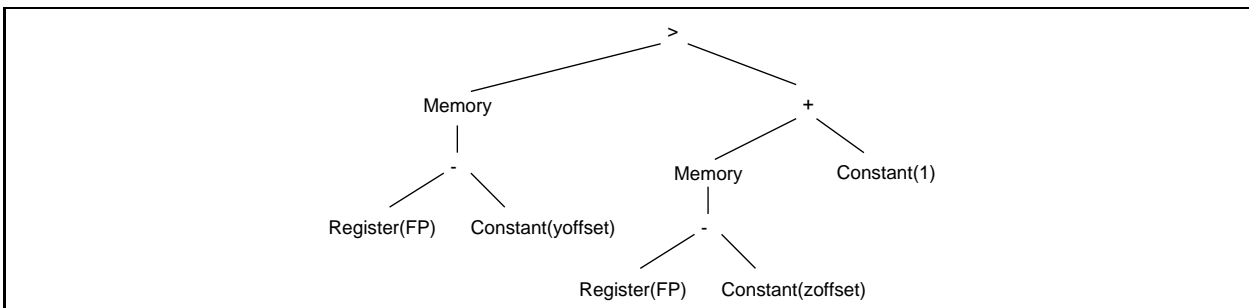 >
Memory +
- Memory Constant(1)
Register(FP) Constant(yoffset) -
Register(FP) Constant(zoffset)